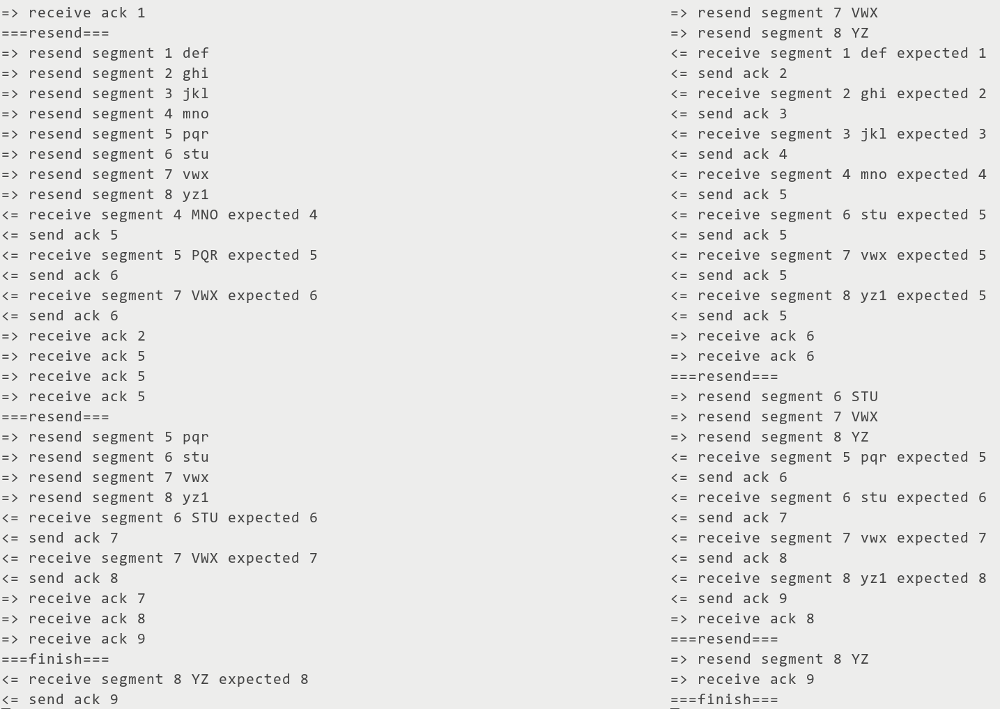 => receive ack 1
===resend===
=> resend segment 1 def
=> resend segment 2 ghi
=> resend segment 3 jkl
=> resend segment 4 mno
=> resend segment 5 pqr
=> resend segment 6 stu
=> resend segment 7 vwx
=> resend segment 8 yz1
<= receive segment 4 MNO expected 4
<= send ack 5
<= receive segment 5 PQR expected 5
<= send ack 6
<= receive segment 7 VWX expected 6
<= send ack 6
=> receive ack 2
=> receive ack 5
=> receive ack 5
=> receive ack 5
===resend===
=> resend segment 5 pqr
=> resend segment 6 stu
=> resend segment 7 vwx
=> resend segment 8 yz1
<= receive segment 6 STU expected 6
<= send ack 7
<= receive segment 7 VWX expected 7
<= send ack 8
=> receive ack 7
=> receive ack 8
=> receive ack 9
===finish===
<= receive segment 8 YZ expected 8
<= send ack 9
=> resend segment 7 VWX
=> resend segment 8 YZ
<= receive segment 1 def expected 1
<= send ack 2
<= receive segment 2 ghi expected 2
<= send ack 3
<= receive segment 3 jkl expected 3
<= send ack 4
<= receive segment 4 mno expected 4
<= send ack 5
<= receive segment 6 stu expected 5
<= send ack 5
<= receive segment 7 vwx expected 5
<= send ack 5
<= receive segment 8 yz1 expected 5
<= send ack 5
=> receive ack 6
=> receive ack 6
===resend===
=> resend segment 6 STU
=> resend segment 7 VWX
=> resend segment 8 YZ
<= receive segment 5 pqr expected 5
<= send ack 6
<= receive segment 6 stu expected 6
<= send ack 7
<= receive segment 7 vwx expected 7
<= send ack 8
<= receive segment 8 yz1 expected 8
<= send ack 9
=> receive ack 8
===resend===
=> resend segment 8 YZ
=> receive ack 9
===finish===